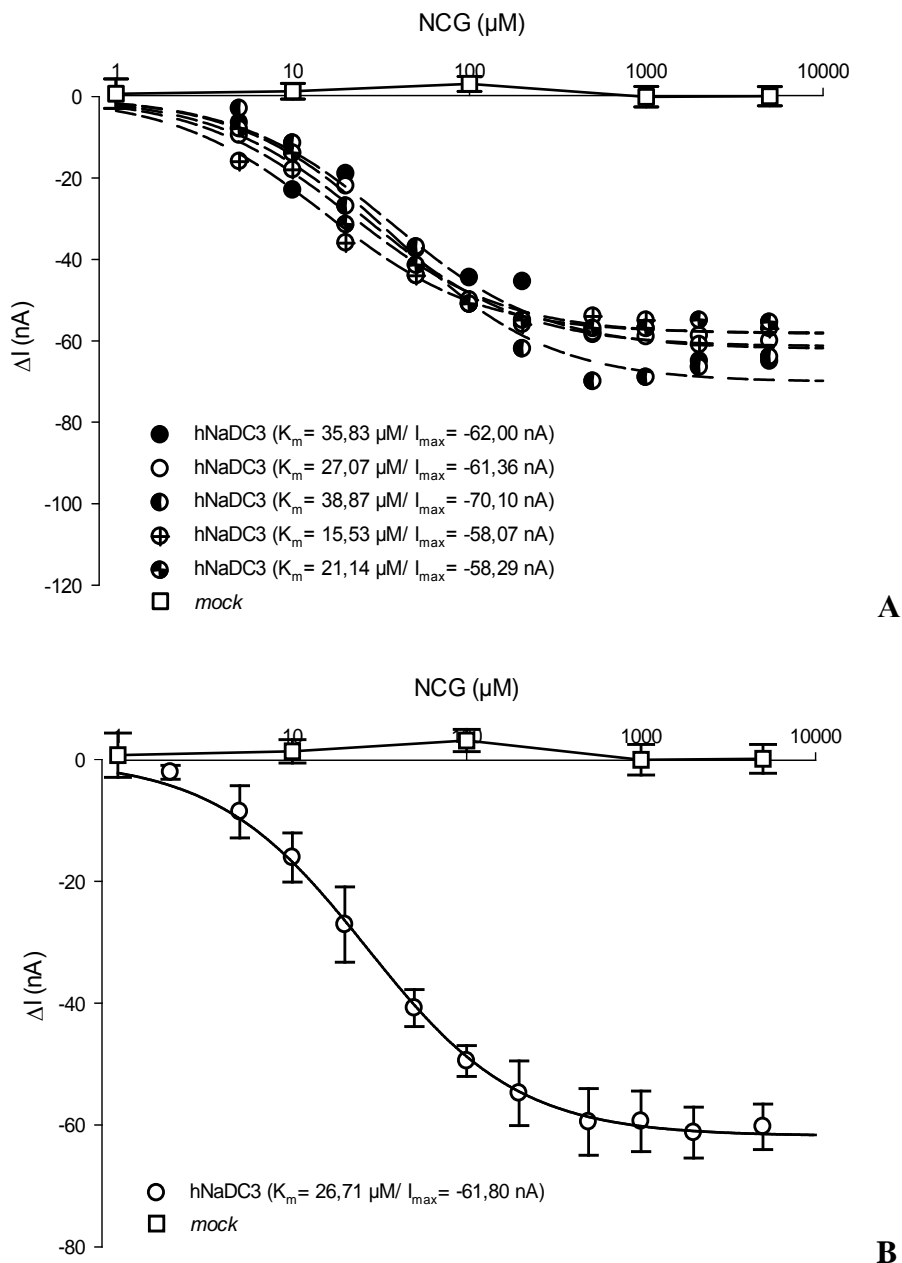 NCG (µM)
1 10 100 1000 10000
0
-20
-40
-60
-80
-100
-120
ΔI (nA)
hNaDC3 (Km= 35,83 µM/ Imax= -62,00 nA)
hNaDC3 (Km= 27,07 µM/ Imax= -61,36 nA)
hNaDC3 (Km= 38,87 µM/ Imax= -70,10 nA)
hNaDC3 (Km= 15,53 µM/ Imax= -58,07 nA)
hNaDC3 (Km= 21,14 µM/ Imax= -58,29 nA)
mock
A
NCG (µM)
1 10 100 1000 10000
0
-20
-40
-60
-80
ΔI (nA)
hNaDC3 (Km= 26,71 µM/ Imax= -61,80 nA)
mock
B